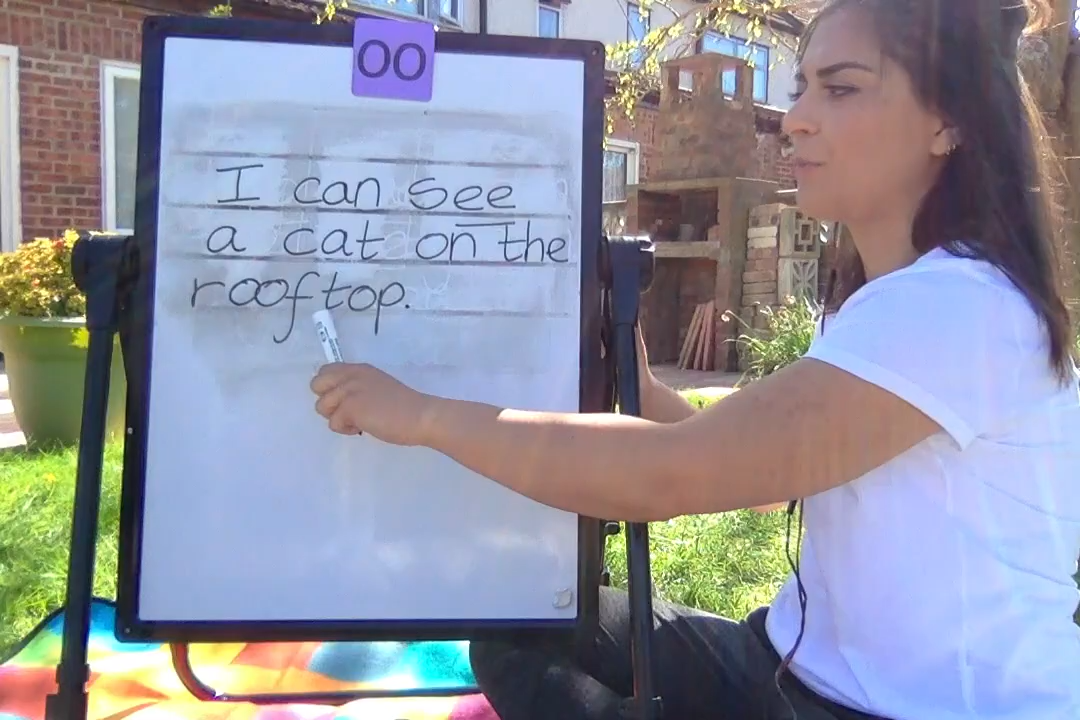 oo
I can see
a cat on the
rooftop.